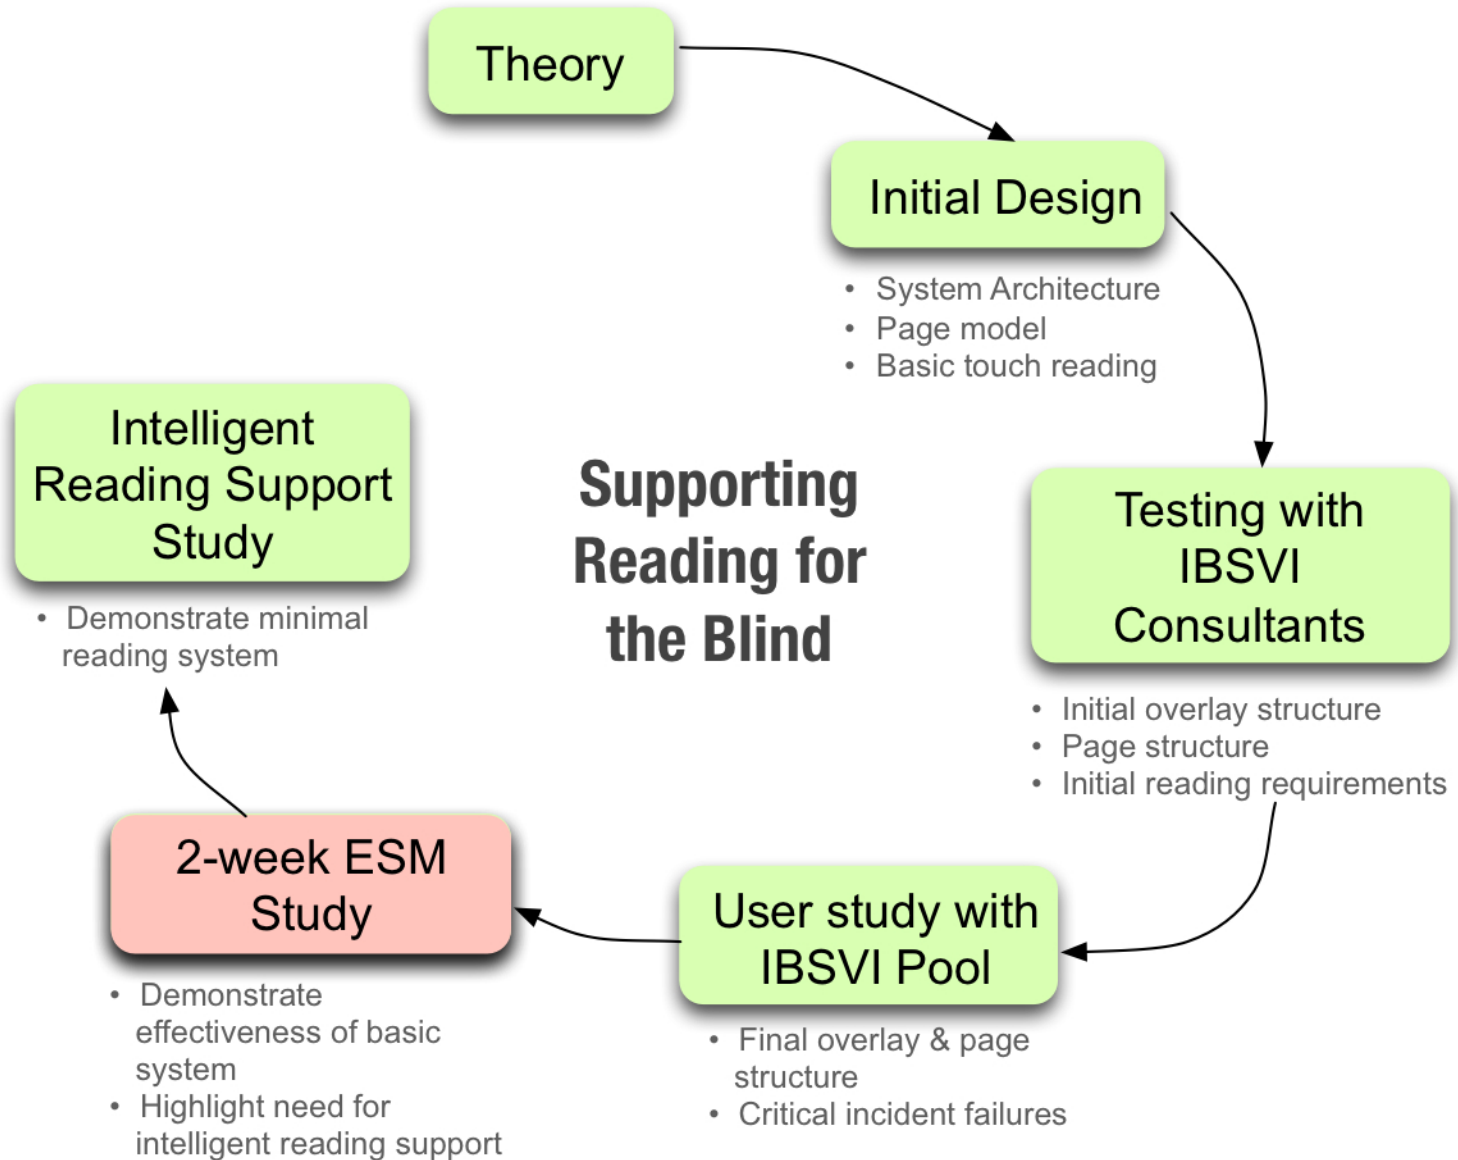 Theory
Initial Design
• System Architecture
• Page model
• Basic touch reading
Testing with
IBSVI
Consultants
• Initial overlay structure
• Page structure
• Initial reading requirements
User study with
IBSVI Pool
• Final overlay & page
structure
• Critical incident failures
2-week ESM
Study
• Demonstrate
effectiveness of basic
system
• Highlight need for
intelligent reading support
Intelligent
Reading Support
Study
• Demonstrate minimal
reading system
Supporting
Reading for
the Blind